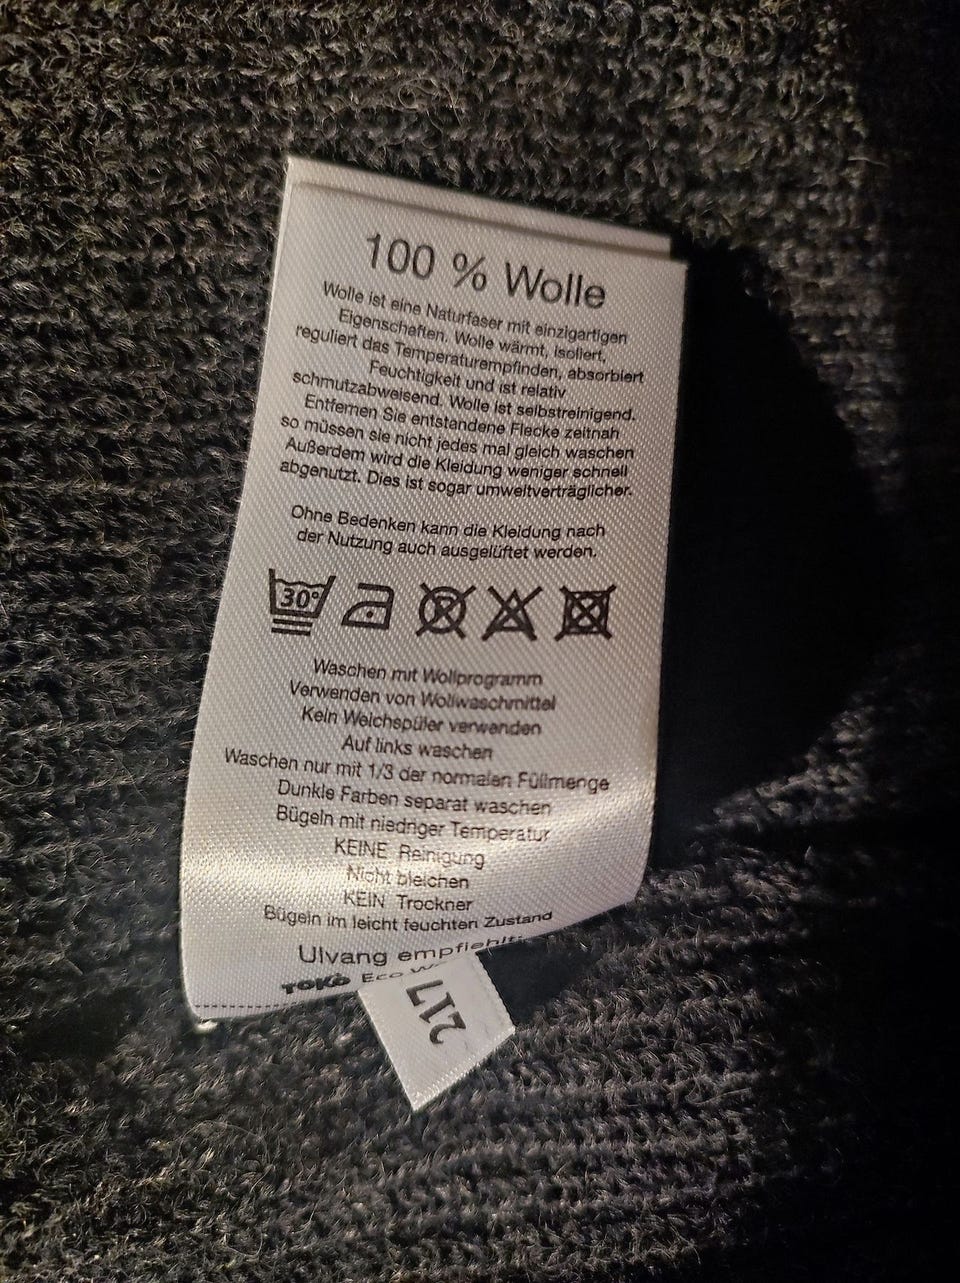 100 % Wolle
Wolle ist eine Naturfaser mit einzigartigen
Eigenschaften. Wolle wärmt, isoliert,
reguliert das Temperaturempfinden, absorbiert
Feuchtigkeit und ist relativ
schmutzabweisend. Wolle ist selbstreinigend.
Entfernen Sie entstandene Flecke zeitnah
so müssen sie nicht jedes mal gleich waschen
Außerdem wird die Kleidung weniger schnell
abgenutzt. Dies ist sogar umweltverträglicher.
Ohne Bedenken kann die Kleidung nach
der Nutzung auch ausgelüftet werden.
30°
Waschen mit Wollprogramm
Verwenden von Wollwaschmittel
Kein Weichspüler verwenden
Auf links waschen
Waschen nur mit 1/3 der normalen Füllmenge
Dunkle Farben separat waschen
Bügeln mit niedriger Temperatur
KEINE Reinigung
Nicht bleichen
KEIN Trockner
Bügeln im leicht feuchten Zustand
Ulvang empfiehlt
TOKO Eco
217